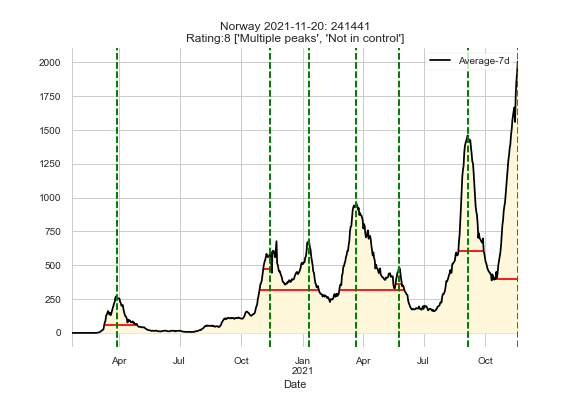 Norway 2021-11-20: 241441
Rating:8 ['Multiple peaks', 'Not in control']
Average-7d
2000
1750
1500
1250
1000
750
500
250
0
Apr
Jul
Oct
Jan
2021
Apr
Jul
Oct
Date